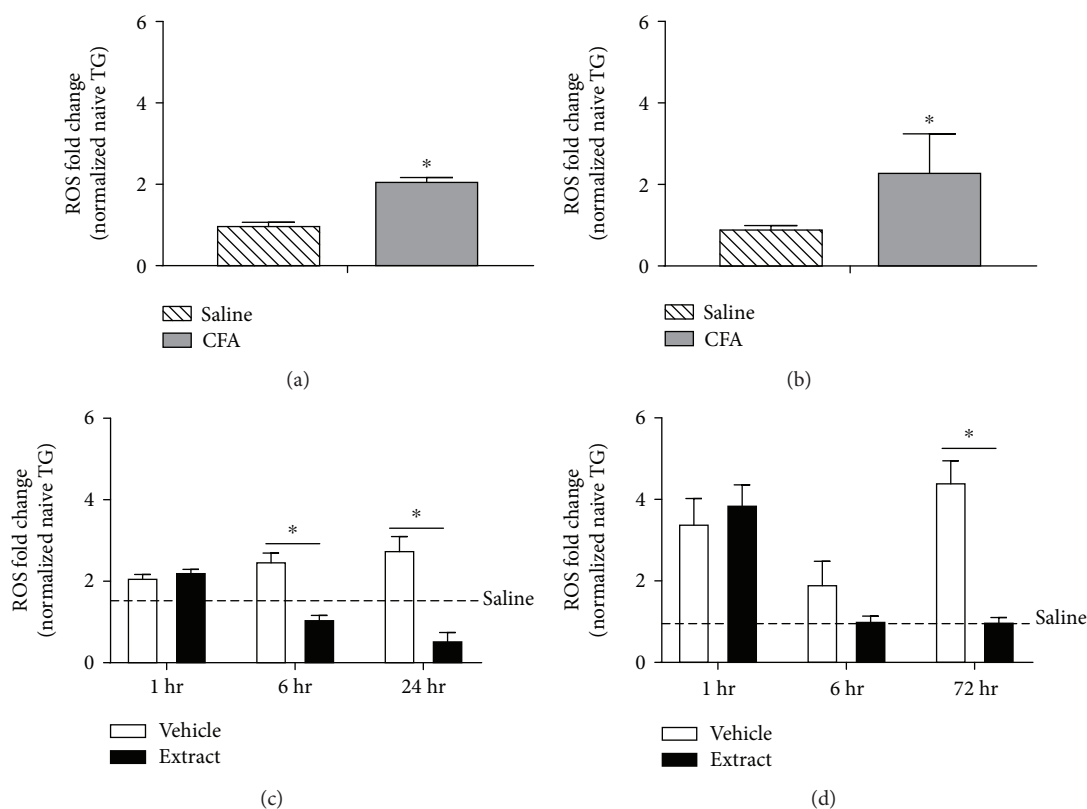 ROS fold change
(normalized naive TG)
6
4
2
0
*
Saline
CFA
(a)
ROS fold change
(normalized naive TG)
6
4
2
0
*
Saline
CFA
(b)
ROS fold change
(normalized naive TG)
6
4
2
0
*
*
Saline
1 hr
6 hr
24 hr
Vehicle
Extract
(c)
ROS fold change
(normalized naive TG)
6
4
2
0
*
Saline
1 hr
6 hr
72 hr
Vehicle
Extract
(d)